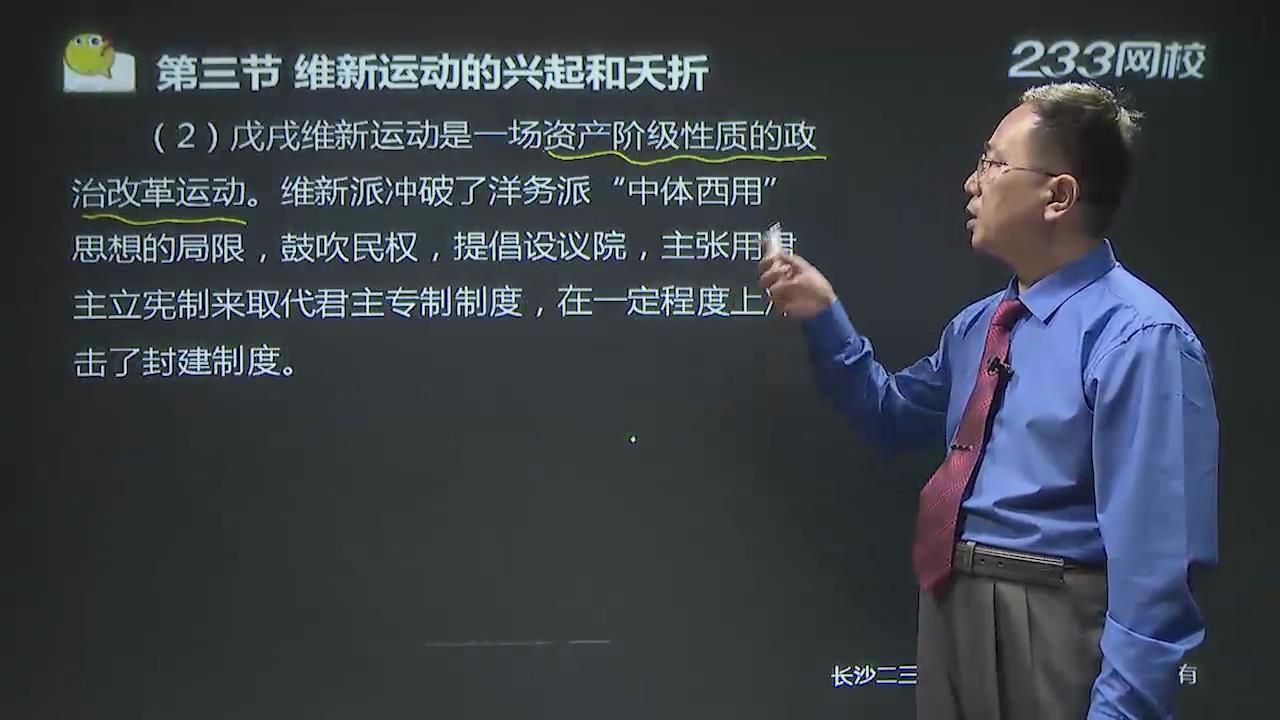 第三节 维新运动的兴起和夭折
233网校
（2）戊戌维新运动是一场资产阶级性质的政
治改革运动。维新派冲破了洋务派“中体西用”
思想的局限，鼓吹民权，提倡设议院，主张用君
主立宪制来取代君主专制制度，在一定程度上
击了封建制度。
长沙二三
有